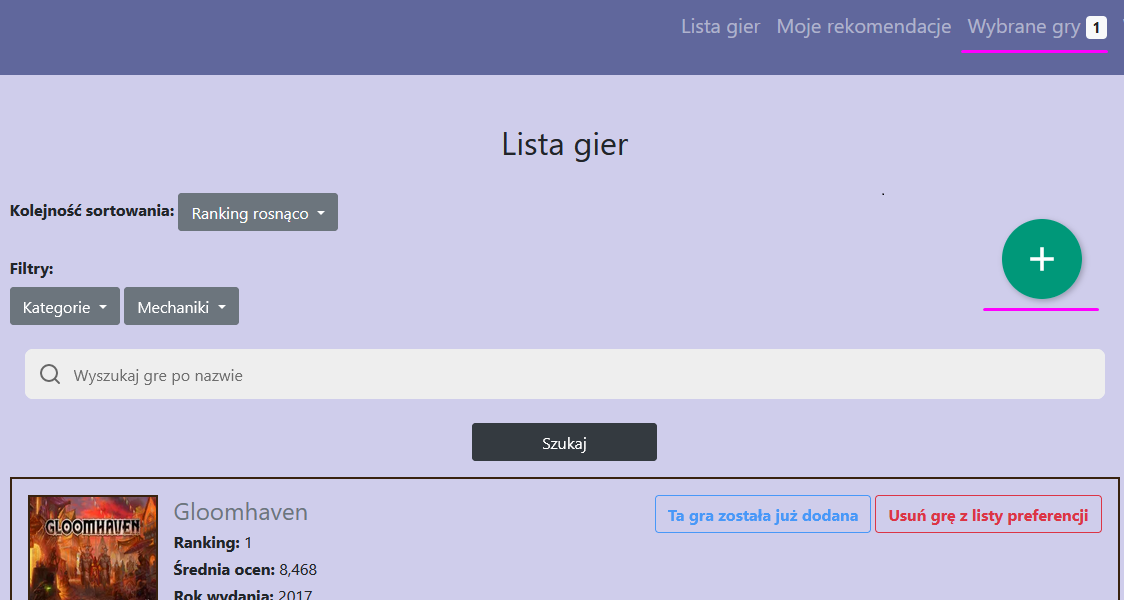 Lista gier Moje rekomendacje Wybrane gry 1
Lista gier
Kolejność sortowania: Ranking rosnąco
Filtry:
Kategorie Mechaniki
Wyszukaj gre po nazwie
Szukaj
GLOOMHAVEN
Gloomhaven
Ta gra została już dodana Usuń grę z listy preferencji
Ranking: 1
Średnia ocen: 8,468
Rok wydania: 2017